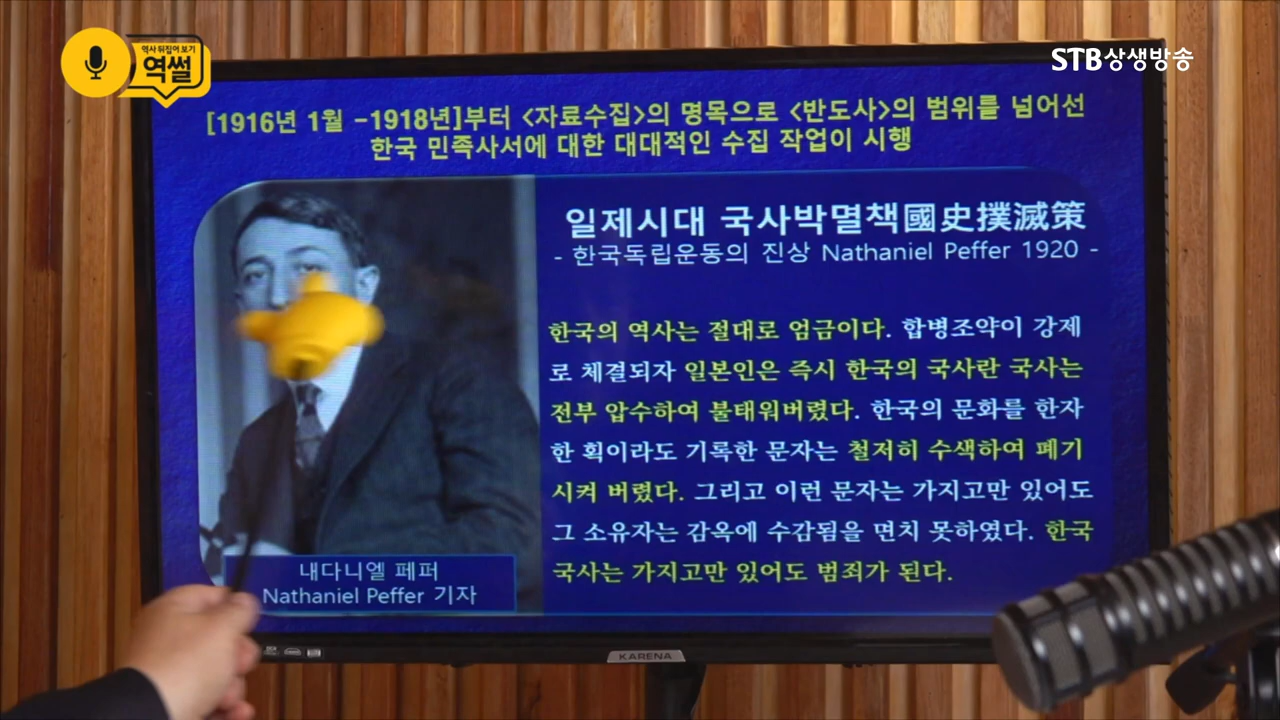 역사 뒤집어 보기
역썰
STB상생방송
[1916년 1월 -1918년]부터 <자료수집>의 명목으로 <반도사>의 범위를 넘어선
한국 민족사서에 대한 대대적인 수집 작업이 시행
일제시대 국사박멸책國史撲滅策
- 한국독립운동의 진상 Nathaniel Peffer 1920 -
한국의 역사는 절대로 엄금이다. 합병조약이 강제
로 체결되자 일본인은 즉시 한국의 국사란 국사는
전부 압수하여 불태워버렸다. 한국의 문화를 한자
한 획이라도 기록한 문자는 철저히 수색하여 폐기
시켜 버렸다. 그리고 이런 문자는 가지고만 있어도
그 소유자는 감옥에 수감됨을 면치 못하였다. 한국
국사는 가지고만 있어도 범죄가 된다.
내다니엘 페퍼
Nathaniel Peffer 기자
KARENA